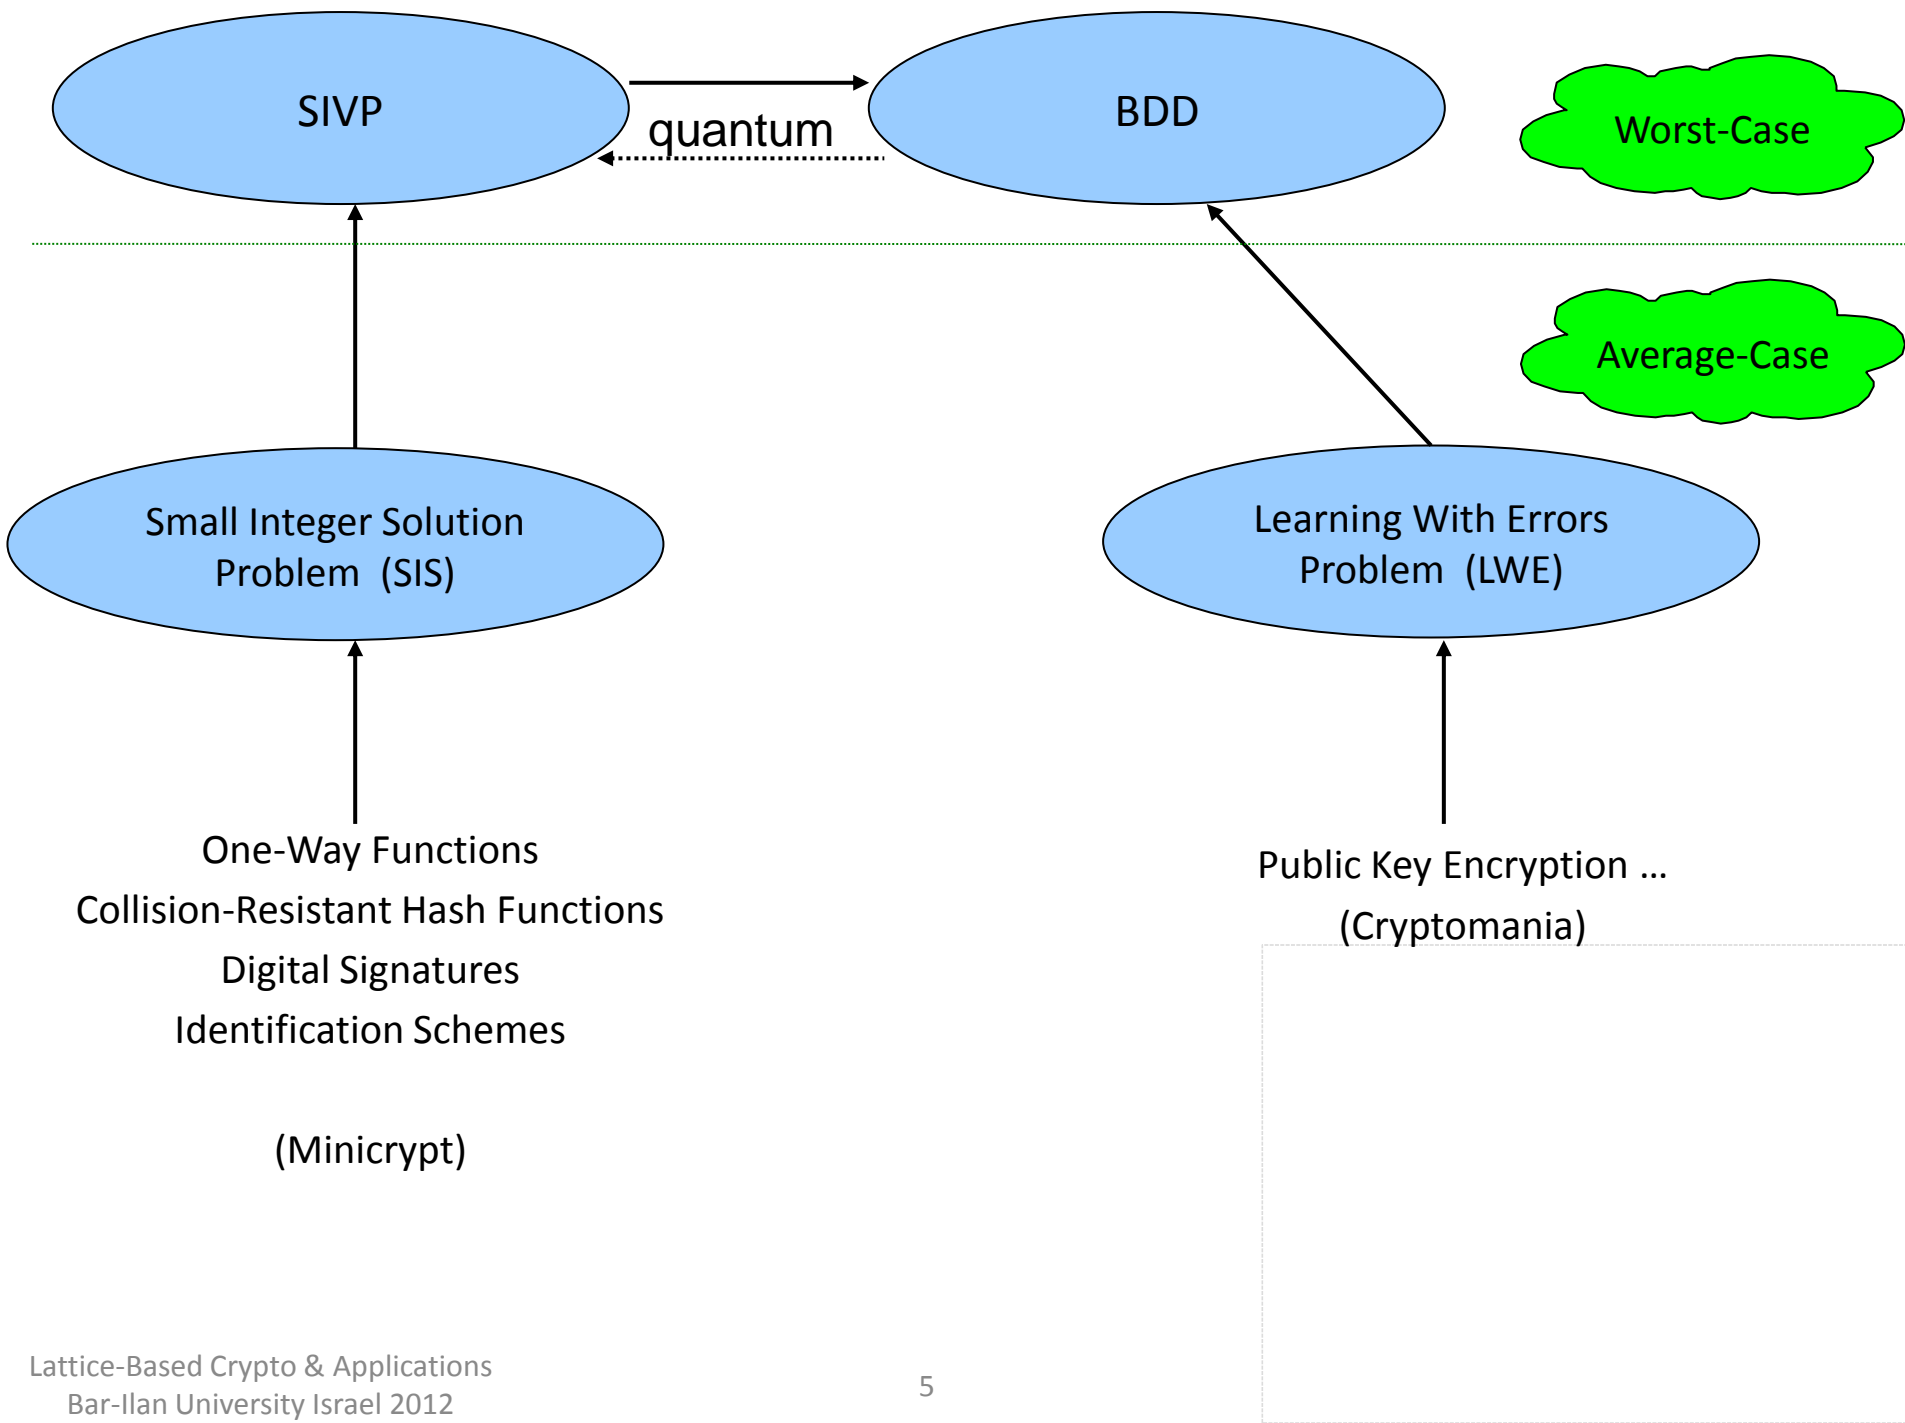 SIVP
BDD
quantum
Worst-Case
Average-Case
Small Integer Solution
Problem (SIS)
Learning With Errors
Problem (LWE)
One-Way Functions
Collision-Resistant Hash Functions
Digital Signatures
Identification Schemes
(Minicrypt)
Public Key Encryption …
(Cryptomania)
Lattice-Based Crypto & Applications
Bar-Ilan University Israel 2012
5